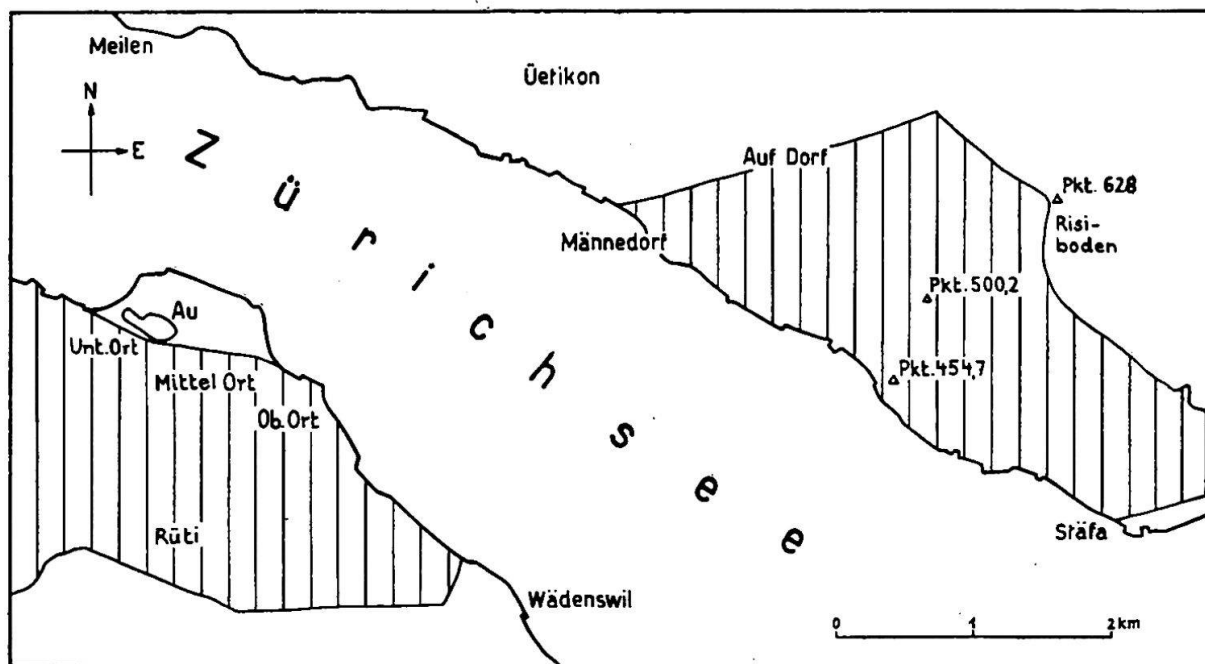 Meilen
Üetikon
N
E
Zürichsee
Auf Dorf
Pkt. 628
Risi-
boden
Männedorf
Pkt. 500,2
Au
Unt. Ort
Mittel Ort
Pkt. 454,7
Ob. Ort
Rüti
Stäfa
Wädenswil
0 1 2 km